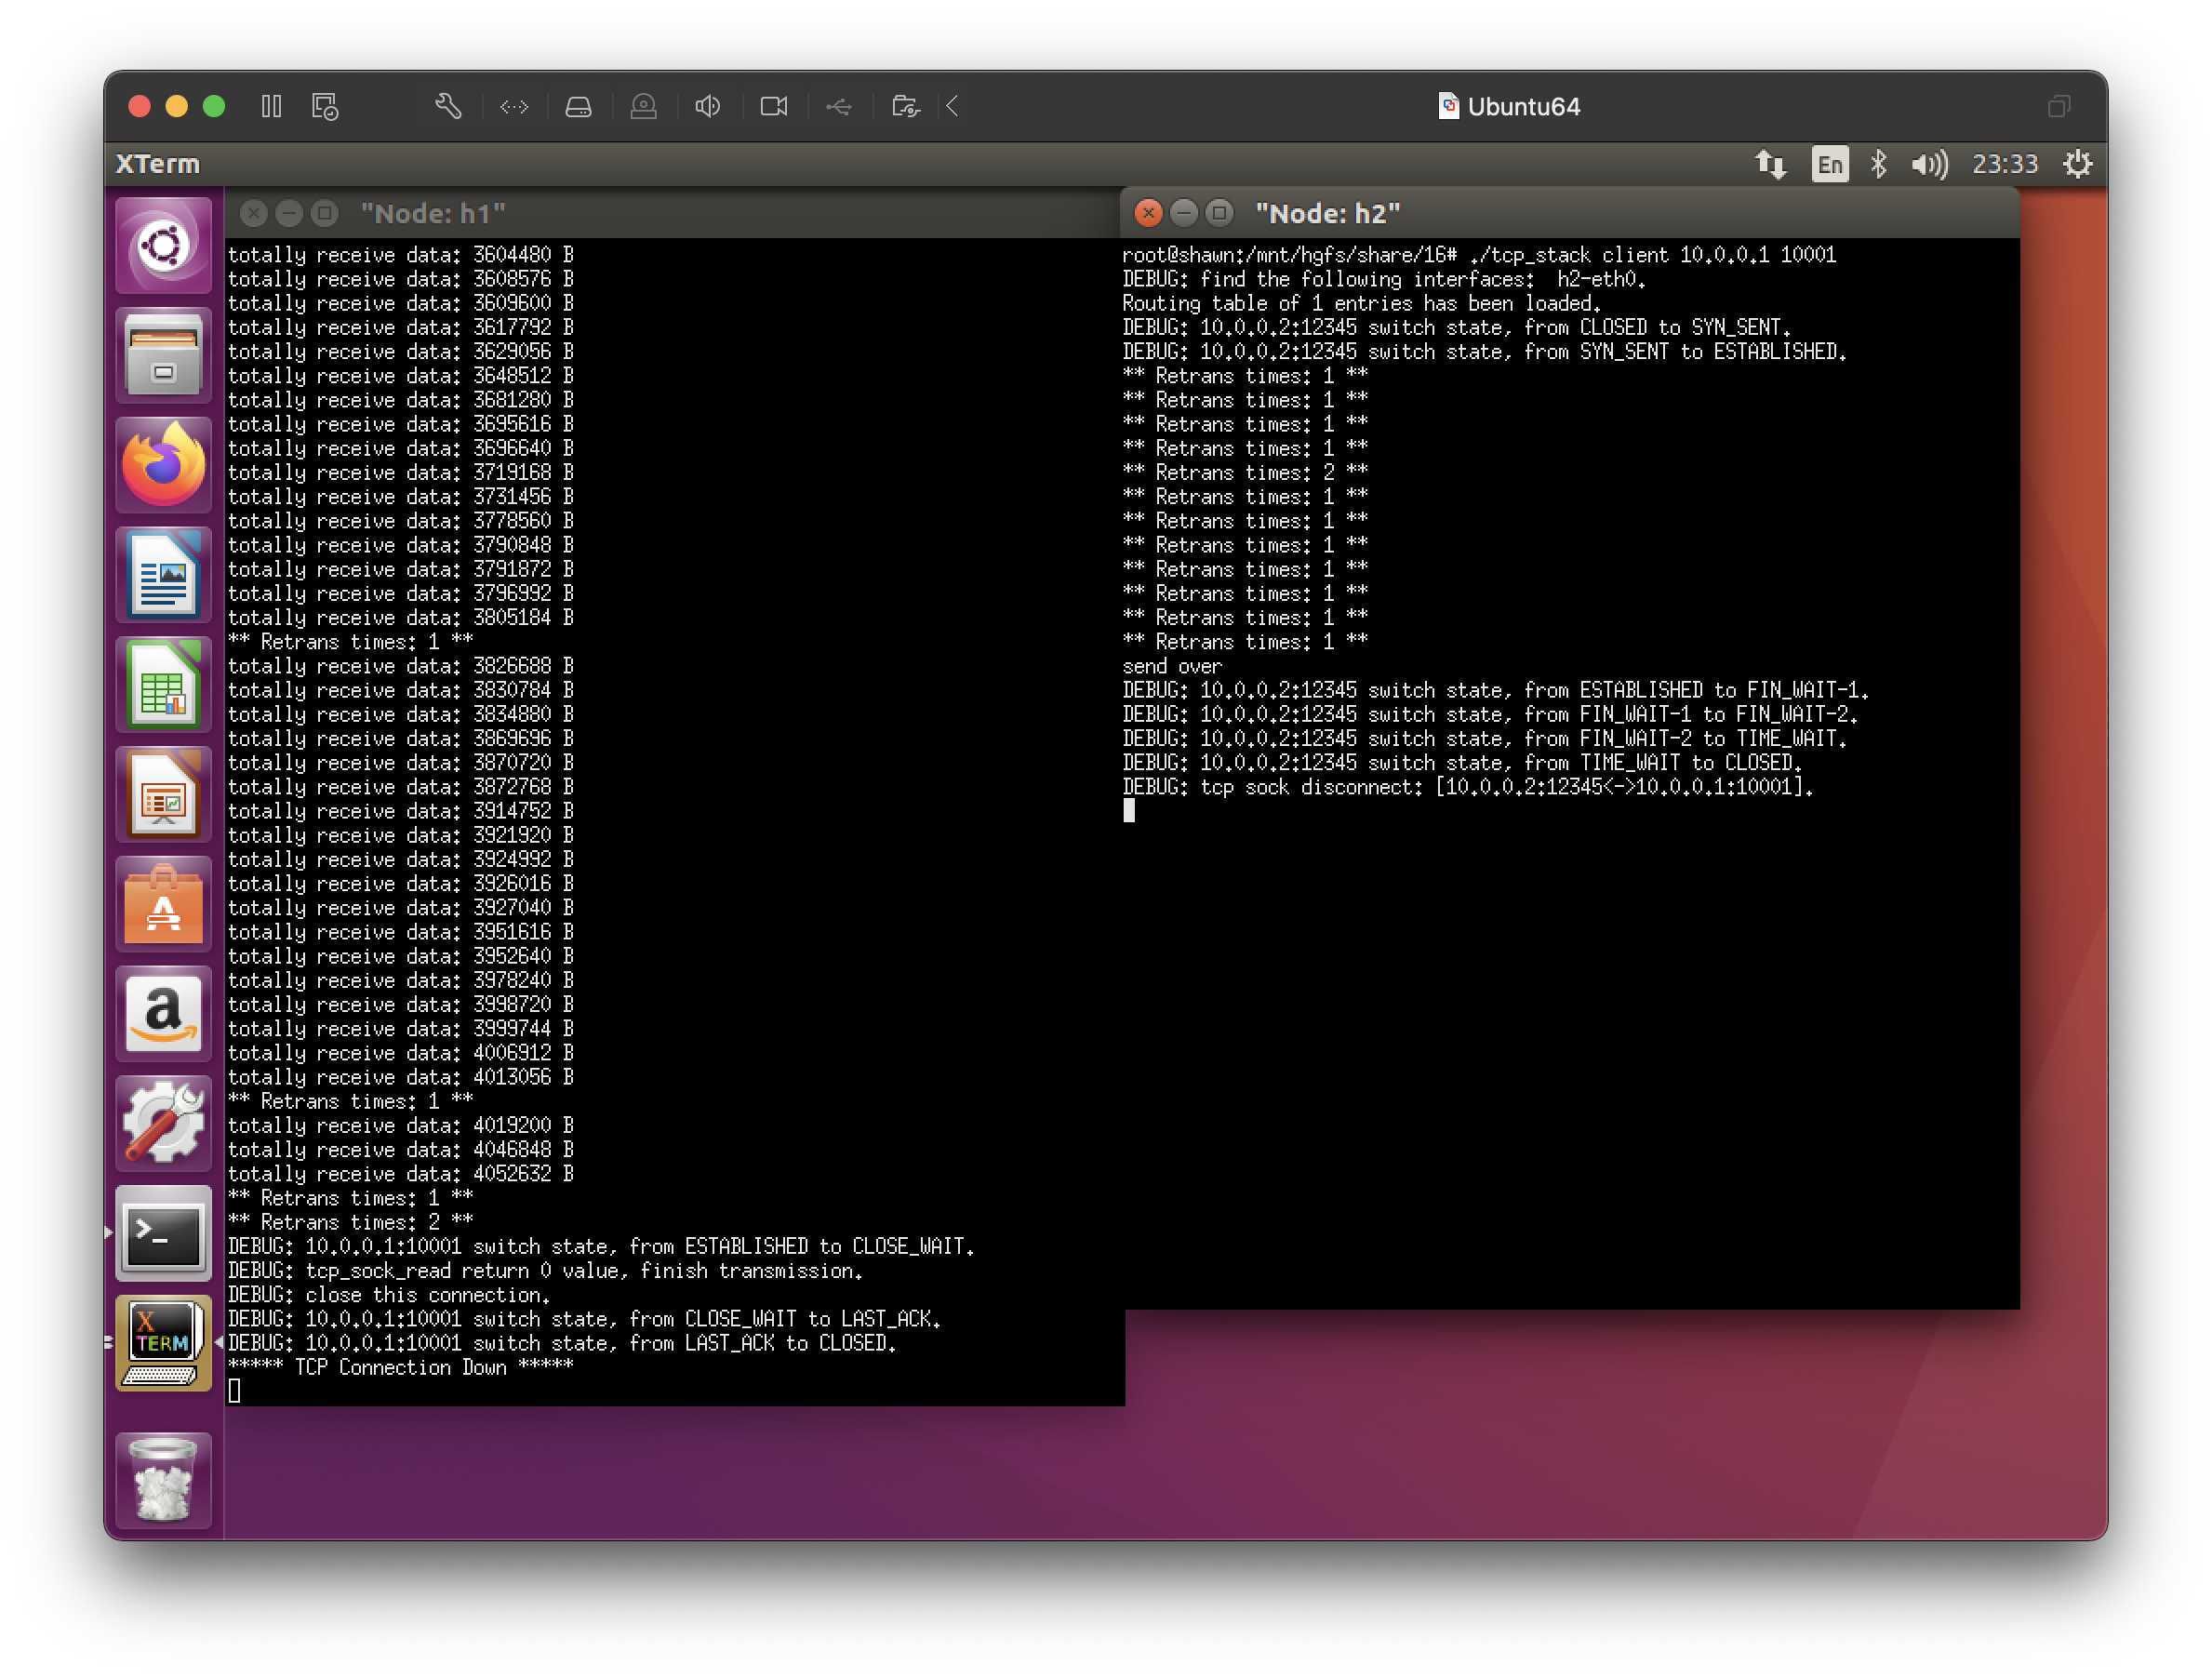 Ubuntu64
XTerm
En
23:33
"Node: h1"
totally receive data: 3604480 B
totally receive data: 3608576 B
totally receive data: 3609600 B
totally receive data: 3617792 B
totally receive data: 3629056 B
totally receive data: 3648512 B
totally receive data: 3681280 B
totally receive data: 3695616 B
totally receive data: 3696640 B
totally receive data: 3719168 B
totally receive data: 3731456 B
totally receive data: 3778560 B
totally receive data: 3790848 B
totally receive data: 3791872 B
totally receive data: 3796992 B
totally receive data: 3805184 B
** Retrans times: 1 **
totally receive data: 3826688 B
totally receive data: 3830784 B
totally receive data: 3834880 B
totally receive data: 3869696 B
totally receive data: 3870720 B
totally receive data: 3872768 B
totally receive data: 3914752 B
totally receive data: 3921920 B
totally receive data: 3924992 B
totally receive data: 3926016 B
totally receive data: 3927040 B
totally receive data: 3951616 B
totally receive data: 3952640 B
totally receive data: 3978240 B
totally receive data: 3998720 B
totally receive data: 3999744 B
totally receive data: 4006912 B
totally receive data: 4013056 B
** Retrans times: 1 **
totally receive data: 4019200 B
totally receive data: 4046848 B
totally receive data: 4052632 B
** Retrans times: 1 **
** Retrans times: 2 **
DEBUG: 10.0.0.1:10001 switch state, from ESTABLISHED to CLOSE_WAIT.
DEBUG: tcp_sock_read return 0 value, finish transmission.
DEBUG: close this connection.
DEBUG: 10.0.0.1:10001 switch state, from CLOSE_WAIT to LAST_ACK.
DEBUG: 10.0.0.1:10001 switch state, from LAST_ACK to CLOSED.
***** TCP Connection Down *****
"Node: h2"
root@shawn:/mnt/hgfs/share/16# ./tcp_stack client 10.0.0.1 10001
DEBUG: find the following interfaces:  h2-eth0.
Routing table of 1 entries has been loaded.
DEBUG: 10.0.0.2:12345 switch state, from CLOSED to SYN_SENT.
DEBUG: 10.0.0.2:12345 switch state, from SYN_SENT to ESTABLISHED.
** Retrans times: 1 **
** Retrans times: 1 **
** Retrans times: 1 **
** Retrans times: 1 **
** Retrans times: 2 **
** Retrans times: 1 **
** Retrans times: 1 **
** Retrans times: 1 **
** Retrans times: 1 **
** Retrans times: 1 **
** Retrans times: 1 **
** Retrans times: 1 **
send over
DEBUG: 10.0.0.2:12345 switch state, from ESTABLISHED to FIN_WAIT-1.
DEBUG: 10.0.0.2:12345 switch state, from FIN_WAIT-1 to FIN_WAIT-2.
DEBUG: 10.0.0.2:12345 switch state, from FIN_WAIT-2 to TIME_WAIT.
DEBUG: 10.0.0.2:12345 switch state, from TIME_WAIT to CLOSED.
DEBUG: tcp sock disconnect: [10.0.0.2:12345<->10.0.0.1:10001].
X
TERM